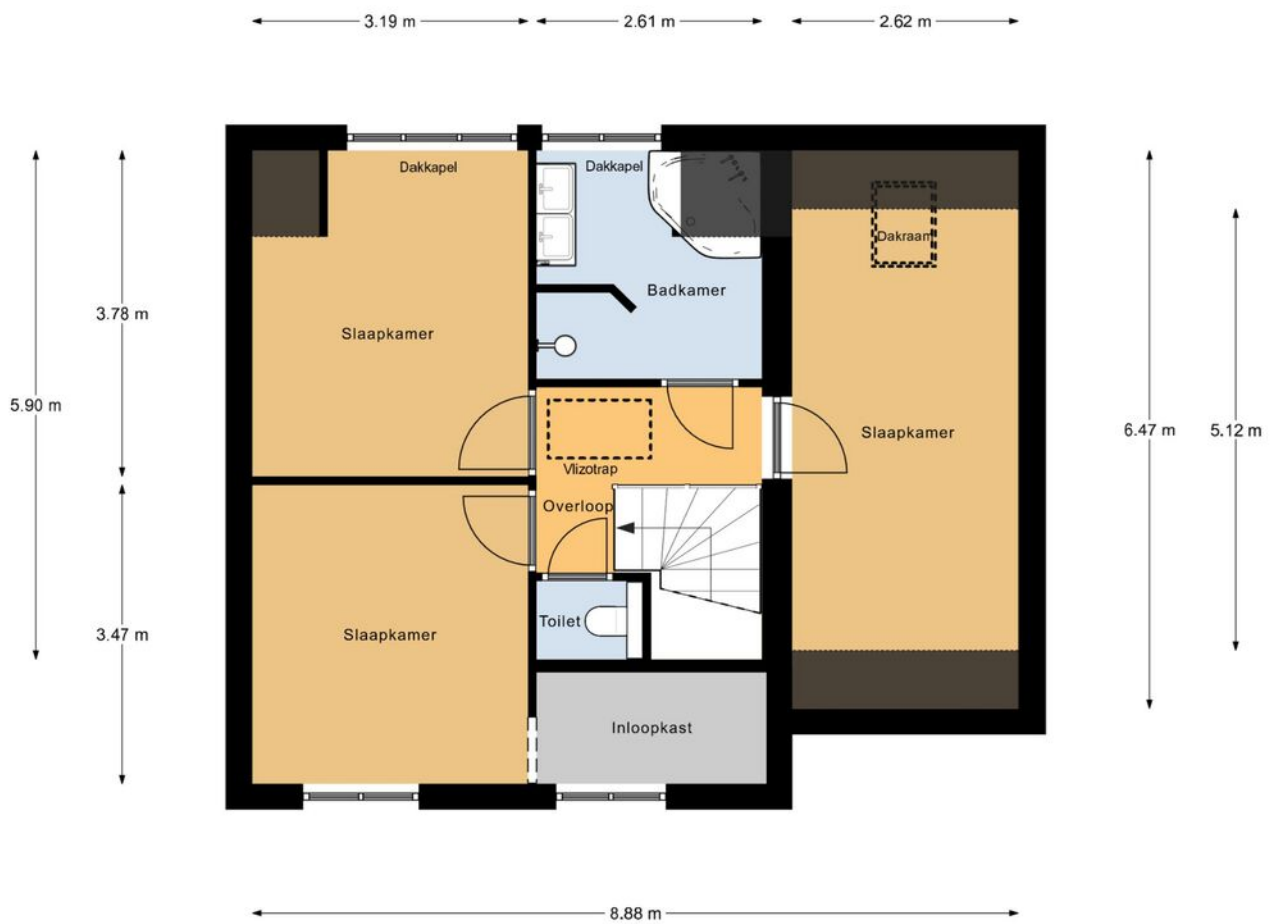 3.19 m
2.61 m
2.62 m
Dakkapel
Dakkapel
Dakraam
Badkamer
3.78 m
Slaapkamer
5.90 m
Slaapkamer
6.47 m
5.12 m
Vlizotrap
Overloop
Toilet
3.47 m
Slaapkamer
Inloopkast
8.88 m